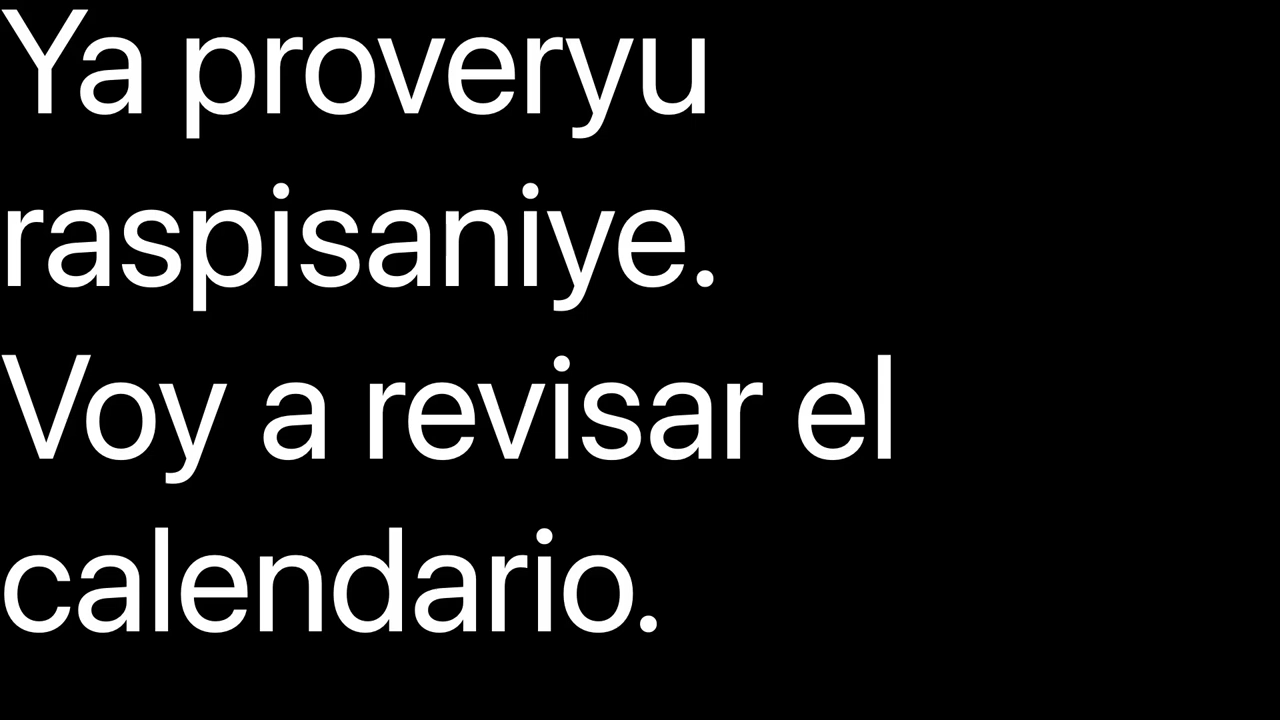 Ya proveryu
raspisaniye.
Voy a revisar el
calendario.